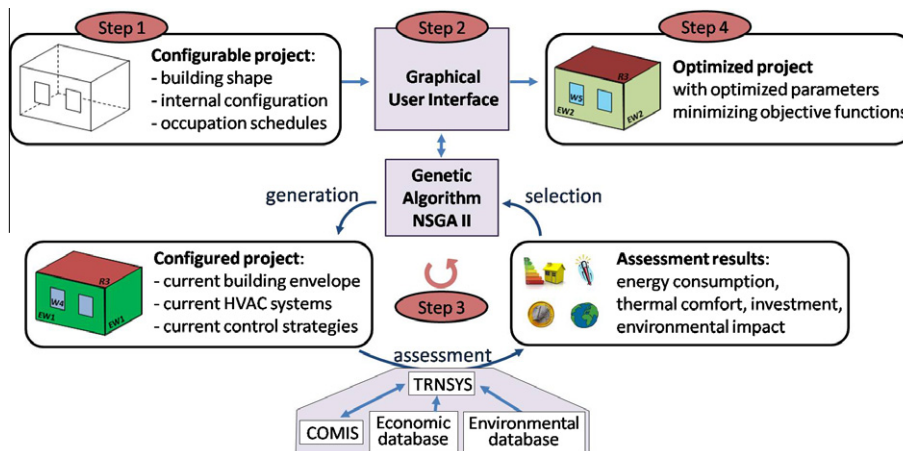 Step 1
Configurable project:
- building shape
- internal configuration
- occupation schedules
Step 2
Graphical
User Interface
Step 4
R3
W5
EW2
EW2
Optimized project
with optimized parameters
minimizing objective functions
Genetic
Algorithm
NSGA II
generation
selection
R3
W4
EW1
EW1
Configured project:
- current building envelope
- current HVAC systems
- current control strategies
Step 3
Assessment results:
energy consumption,
thermal comfort, investment,
environmental impact
assessment
TRNSYS
COMIS
Economic
database
Environmental
database